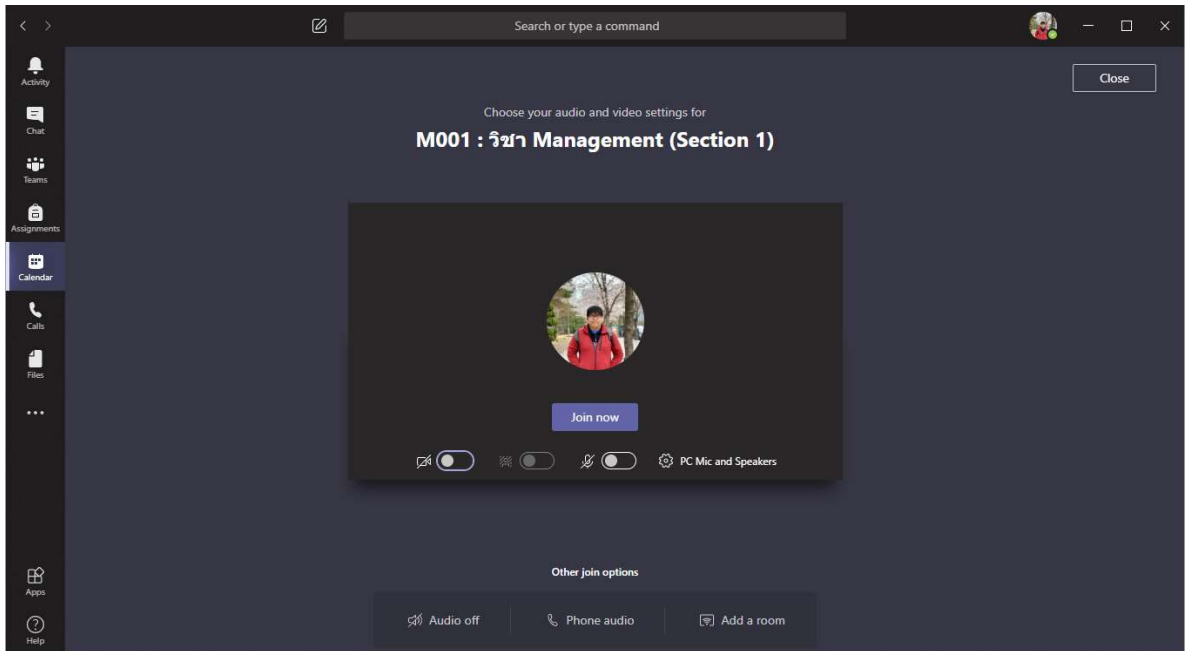 Search or type a command
Activity
Chat
Teams
Assignments
Calendar
Calls
Files
Apps
Help
Close
Choose your audio and video settings for
M001 : วิชา Management (Section 1)
Join now
PC Mic and Speakers
Other join options
Audio off
Phone audio
Add a room